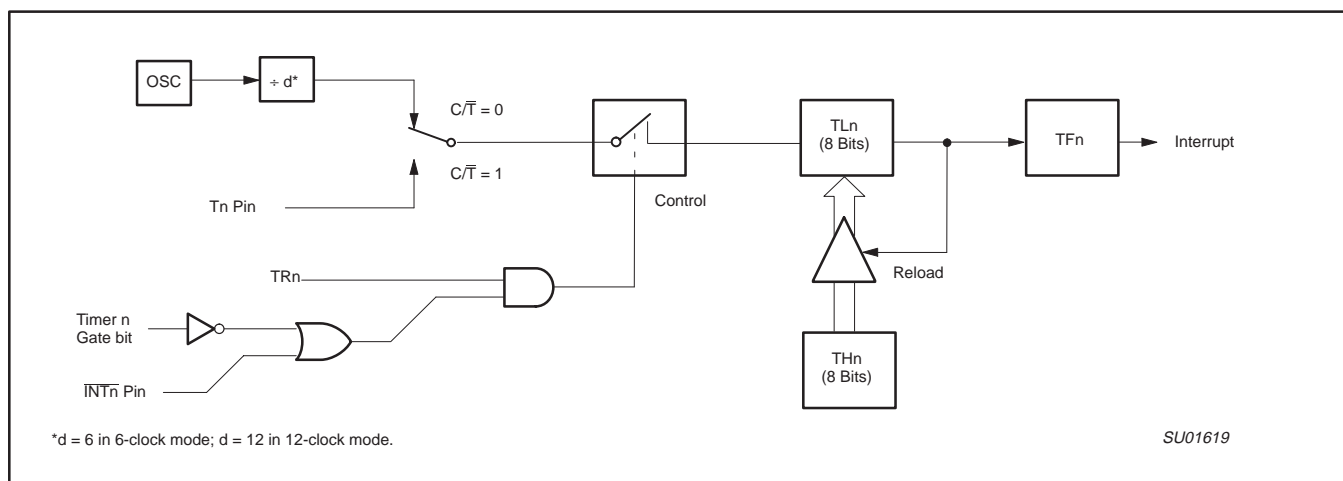 OSC
÷ d*
C/T̅ = 0
C/T̅ = 1
Tn Pin
TRn
Timer n
Gate bit
I̅N̅T̅n̅ Pin
Control
TLn
(8 Bits)
TFn
Interrupt
Reload
THn
(8 Bits)
*d = 6 in 6-clock mode; d = 12 in 12-clock mode.
SU01619